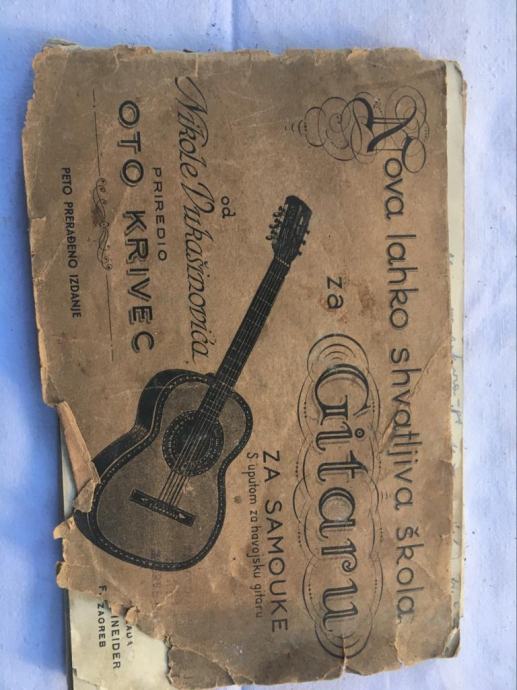 Nova lahko shvatljiva škola
za Gitaru
ZA SAMOUKE
S uputom za havajsku gitaru
od
Nikole Vukašinovića
PRIREDIO
OTO KRIVEC
PETO PRERAĐENO IZDANJE
F. INEIDER
ZAGREB